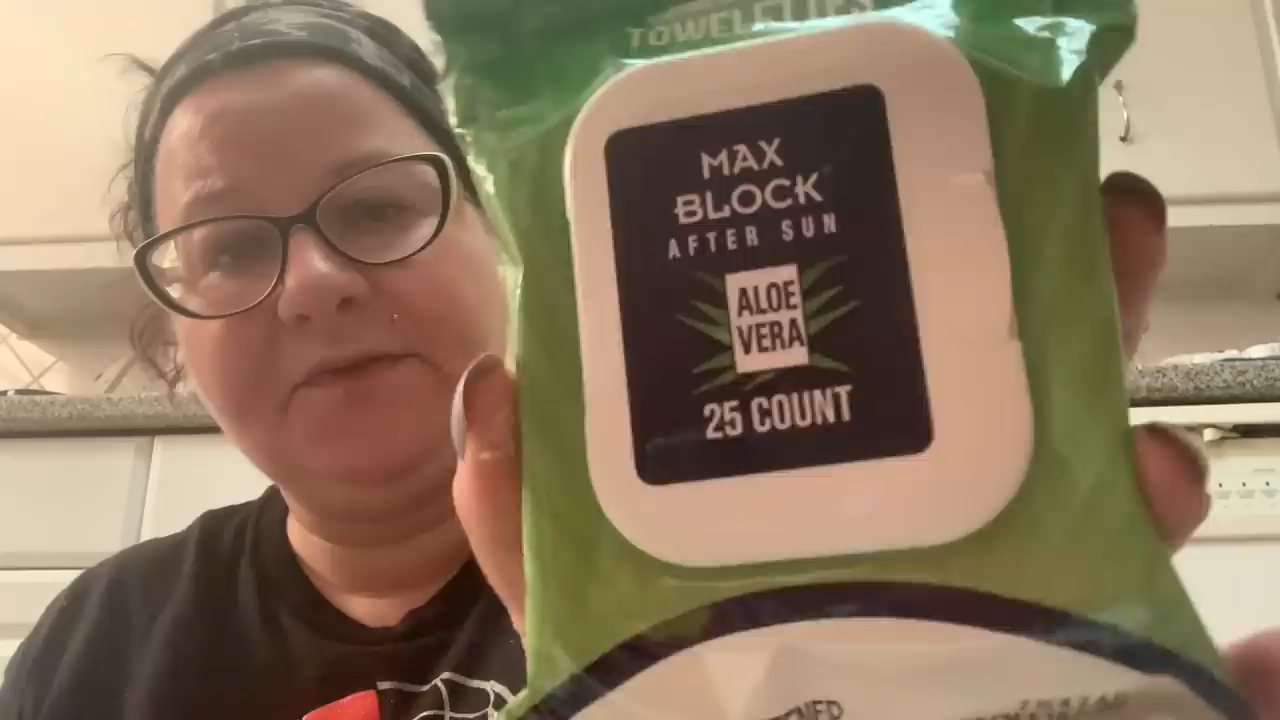 TOWELETTES
MAX
BLOCK
AFTER SUN
ALOE
VERA
25 COUNT